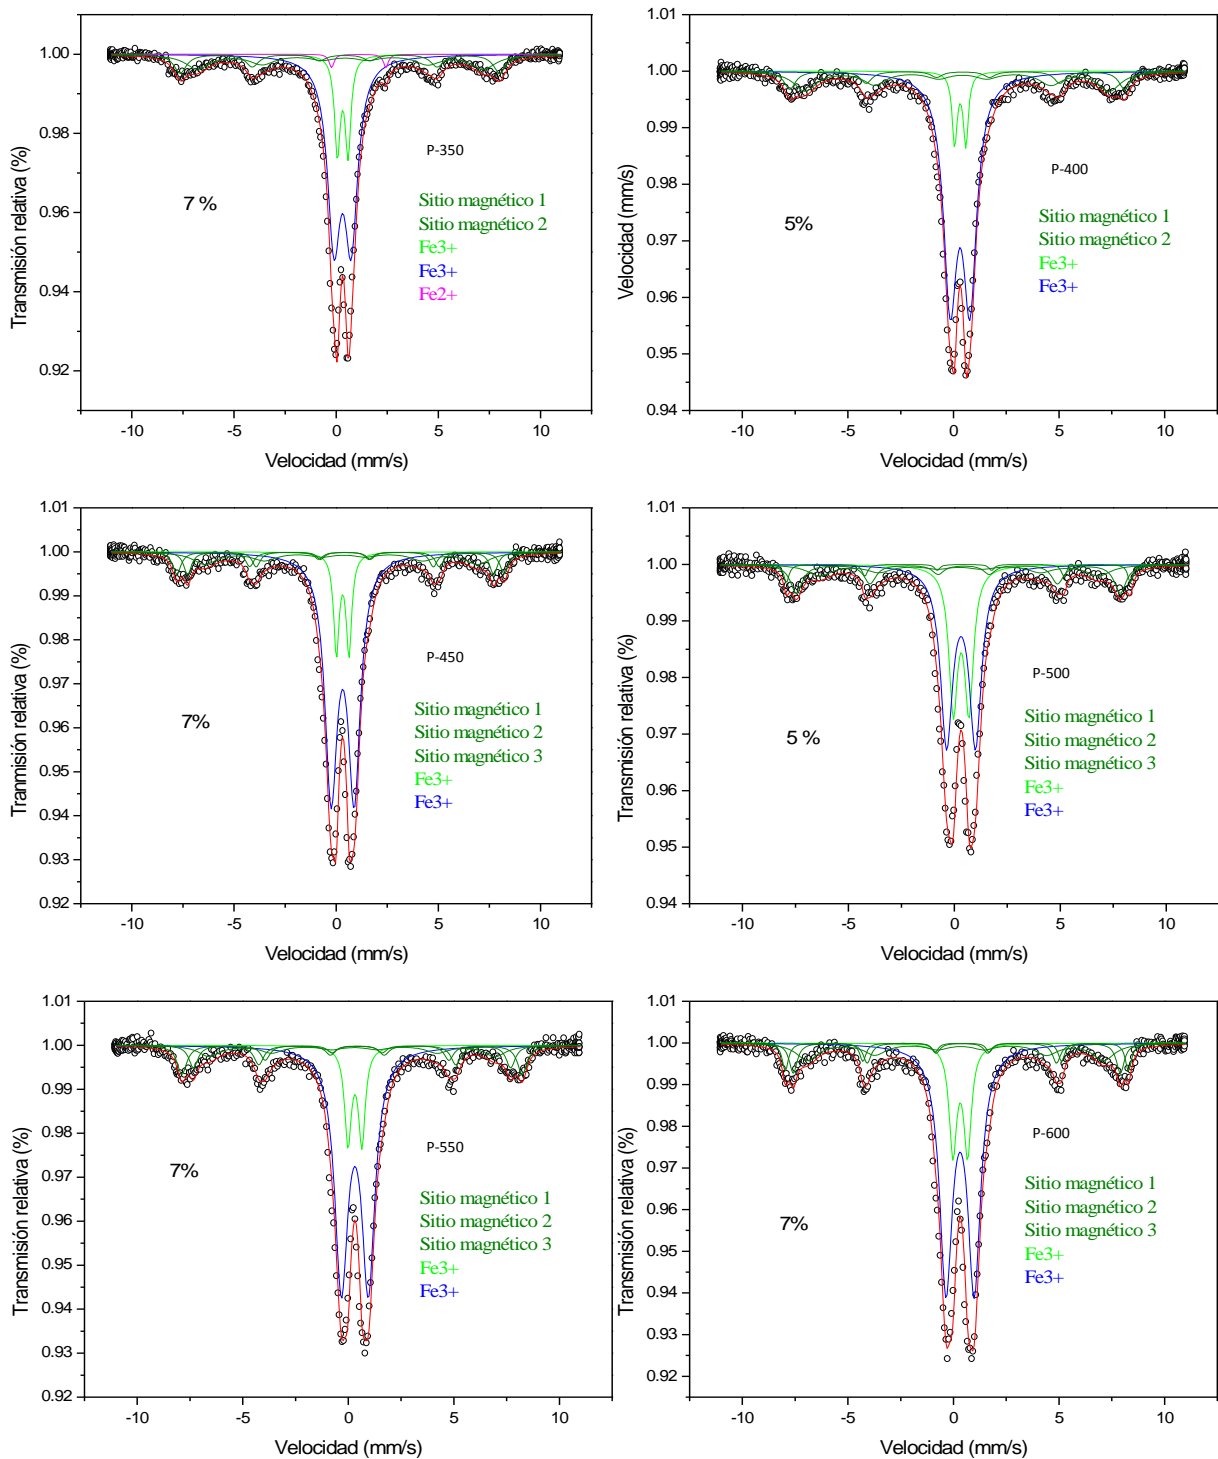 1.00
0.98
0.96
0.94
0.92
Transmisión relativa (%)
P-350
7 %
Sitio magnético 1
Sitio magnético 2
Fe3+
Fe3+
Fe2+
-10 -5 0 5 10
Velocidad (mm/s)
1.01
1.00
0.99
0.98
0.97
0.96
0.95
0.94
Velocidad (mm/s)
P-400
5%
Sitio magnético 1
Sitio magnético 2
Fe3+
Fe3+
-10 -5 0 5 10
Velocidad (mm/s)
1.01
1.00
0.99
0.98
0.97
0.96
0.95
0.94
0.93
0.92
Tranmisión relativa (%)
P-450
7%
Sitio magnético 1
Sitio magnético 2
Sitio magnético 3
Fe3+
Fe3+
-10 -5 0 5 10
Velocidad (mm/s)
1.01
1.00
0.99
0.98
0.97
0.96
0.95
0.94
Transmisión relativa (%)
P-500
5 %
Sitio magnético 1
Sitio magnético 2
Sitio magnético 3
Fe3+
Fe3+
-10 -5 0 5 10
Velocidad (mm/s)
1.01
1.00
0.99
0.98
0.97
0.96
0.95
0.94
0.93
0.92
Transmisión relativa (%)
P-550
7%
Sitio magnético 1
Sitio magnético 2
Sitio magnético 3
Fe3+
Fe3+
-10 -5 0 5 10
Velocidad (mm/s)
1.01
1.00
0.99
0.98
0.97
0.96
0.95
0.94
0.93
0.92
Transmisión relativa (%)
P-600
7%
Sitio magnético 1
Sitio magnético 2
Sitio magnético 3
Fe3+
Fe3+
-10 -5 0 5 10
Velocidad (mm/s)